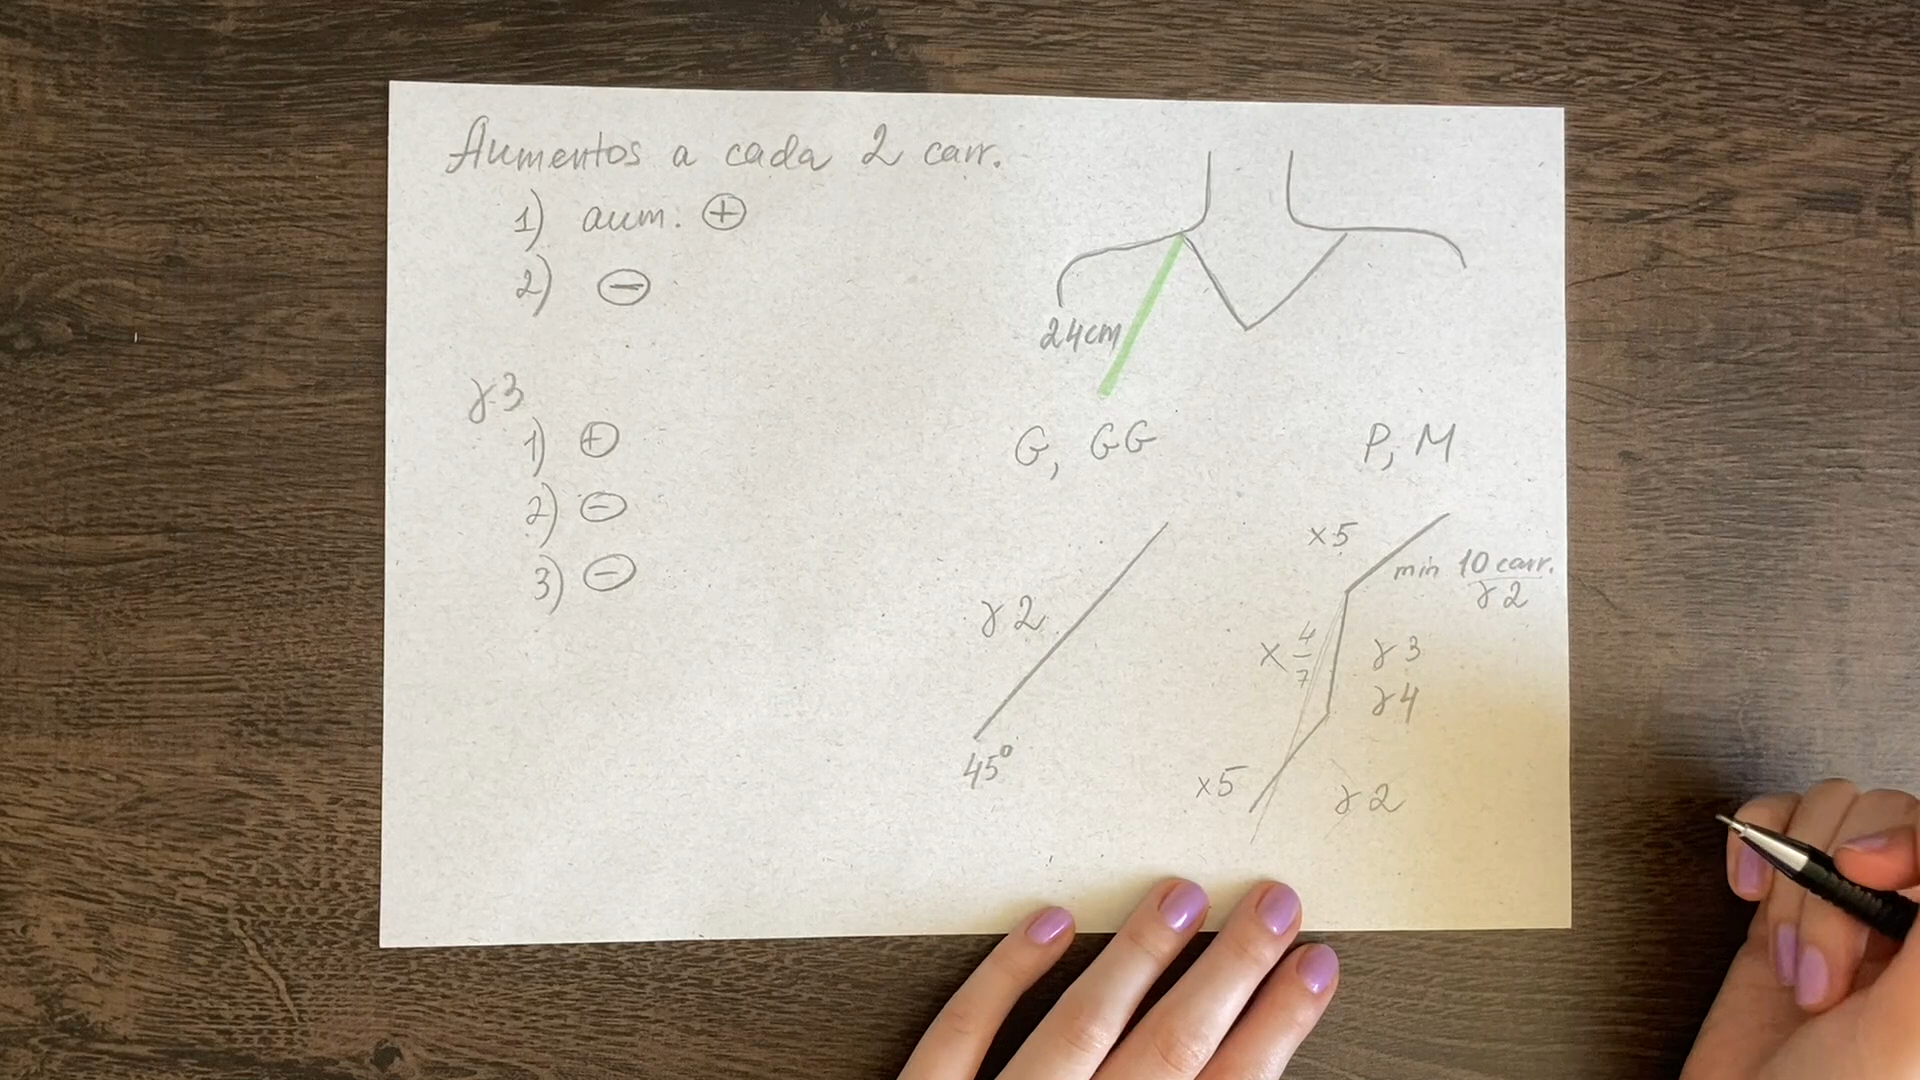 Aumentos a cada 2 carr.
1) aum. +
2) −
γ3
1) +
2) −
3) −
24cm
G, GG
P, M
γ2
45°
×5
min 10 carr.
γ2
× 4/7
γ3
γ4
×5
γ2